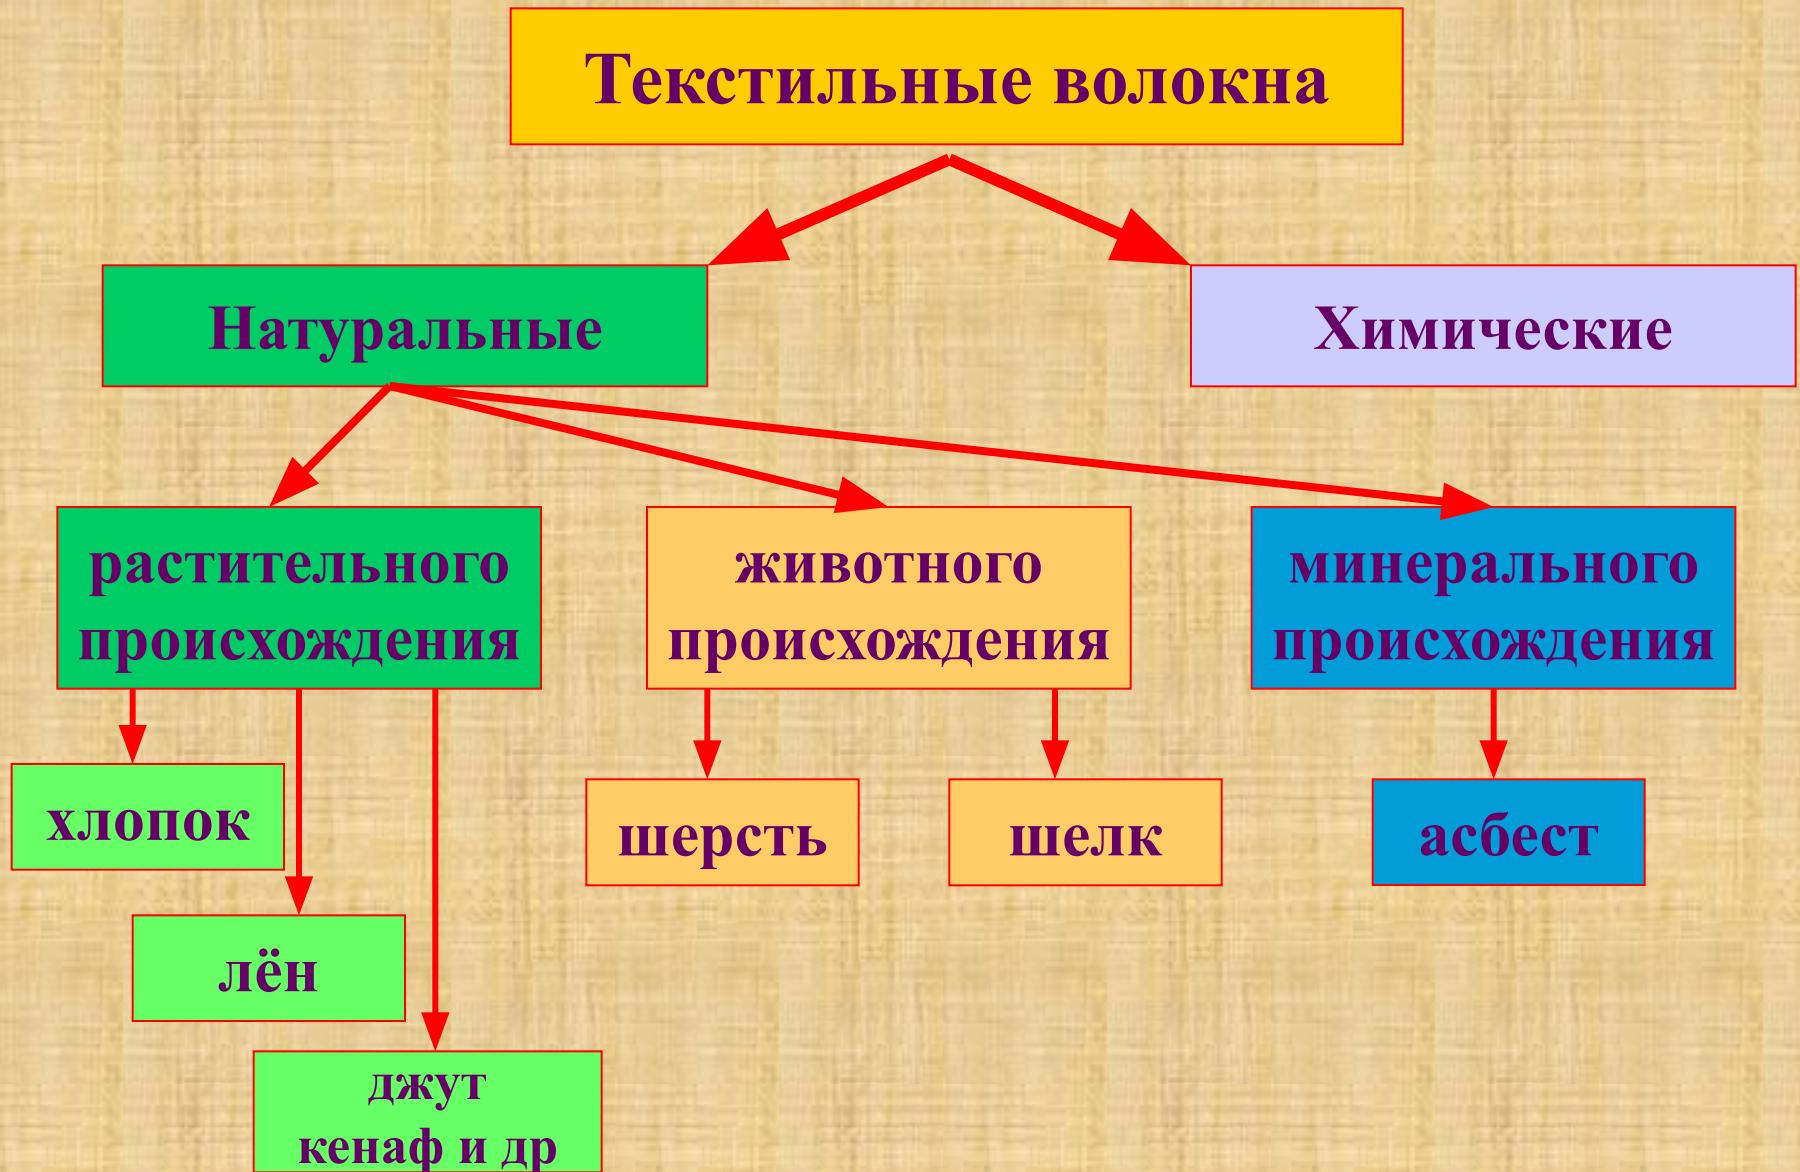 Текстильные волокна
Натуральные
Химические
растительного
происхождения
животного
происхождения
минерального
происхождения
хлопок
шерсть
шелк
асбест
лён
джут
кенаф и др